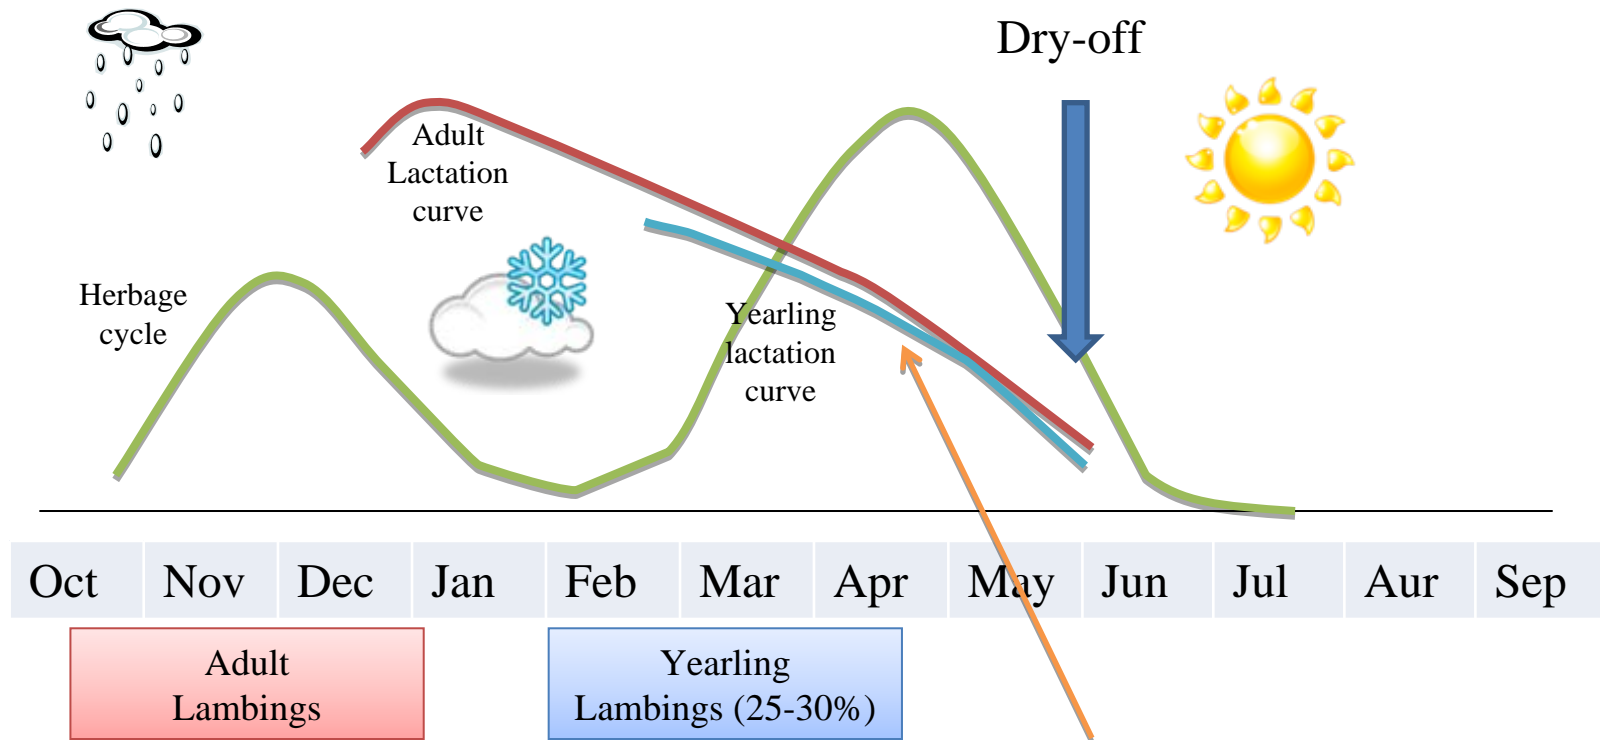 Dry-off
Adult
Lactation
curve
Herbage
cycle
Yearling
lactation
curve
Oct Nov Dec Jan Feb Mar Apr May Jun Jul Aur Sep
Adult
Lambings
Yearling
Lambings (25-30%)